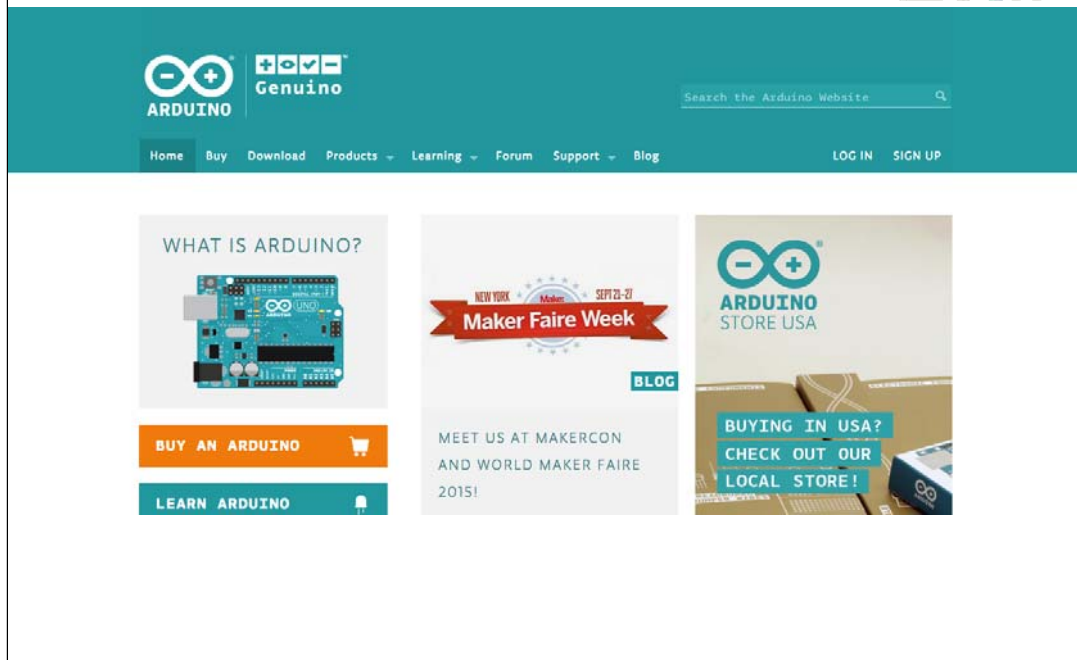 ARDUINO
Genuino
Search the Arduino Website
Home Buy Download Products Learning Forum Support Blog LOG IN SIGN UP
WHAT IS ARDUINO?
UNO
ARDUINO
BUY AN ARDUINO
LEARN ARDUINO
NEW YORK Maker SEPT 21-27
Maker Faire Week
BLOG
MEET US AT MAKERCON
AND WORLD MAKER FAIRE
2015!
ARDUINO
STORE USA
BUYING IN USA?
CHECK OUT OUR
LOCAL STORE!